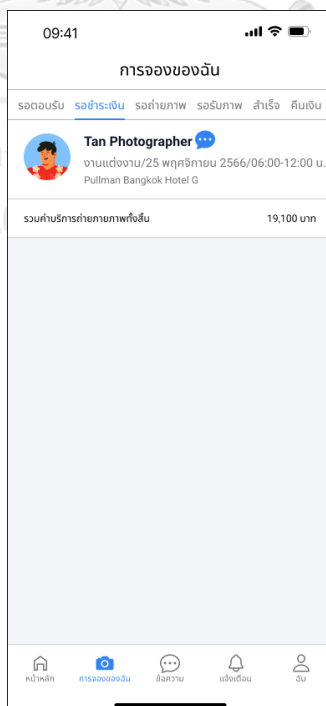 09:41
การจองของฉัน
รอตอบรับ รอชำระเงิน รอถ่ายภาพ รอรับภาพ สำเร็จ คืนเงิน
Tan Photographer
งานแต่งงาน/25 พฤศจิกายน 2566/06:00-12:00 น.
Pullman Bangkok Hotel G
รวมค่าบริการถ่ายภายภาพทั้งสิ้น 19,100 บาท
หน้าหลัก การจองของฉัน ข้อความ แจ้งเตือน ฉัน